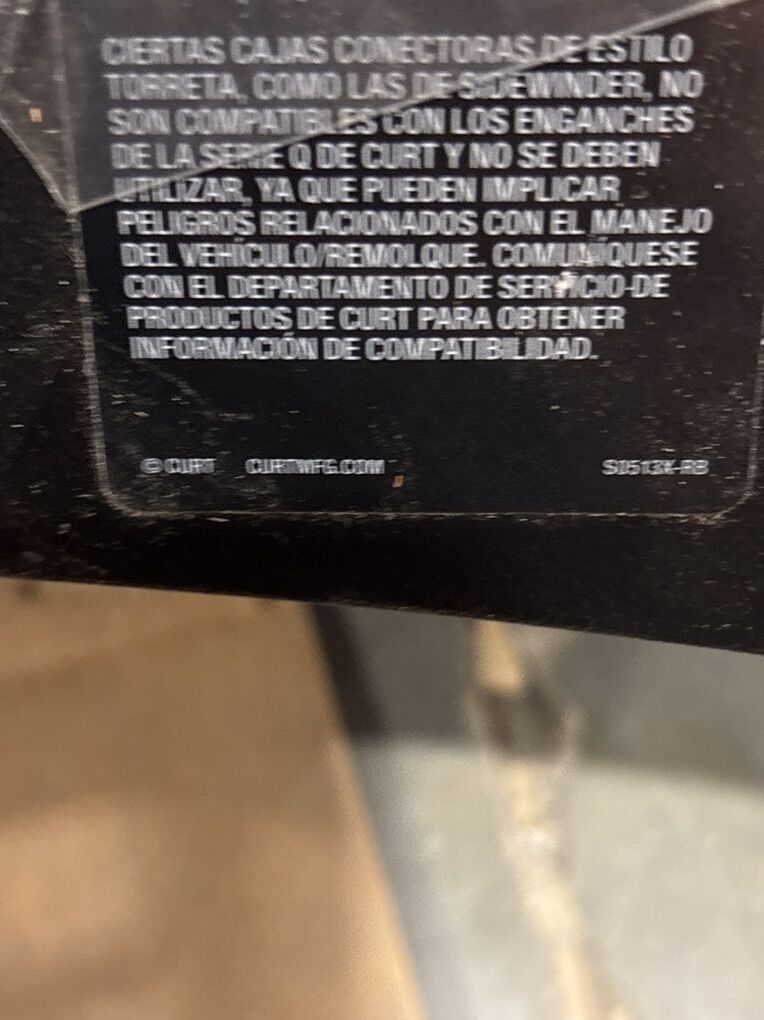 CIERTAS CAJAS CONECTORAS DE ESTILO
TORRETA, COMO LAS DE SIDEWINDER, NO
SON COMPATIBLES CON LOS ENGANCHES
DE LA SERIE Q DE CURT Y NO SE DEBEN
UTILIZAR, YA QUE PUEDEN IMPLICAR
PELIGROS RELACIONADOS CON EL MANEJO
DEL VEHÍCULO/REMOLQUE. COMUNÍQUESE
CON EL DEPARTAMENTO DE SERVICIO DE
PRODUCTOS DE CURT PARA OBTENER
INFORMACIÓN DE COMPATIBILIDAD.
© CURT CURTMFG.COM